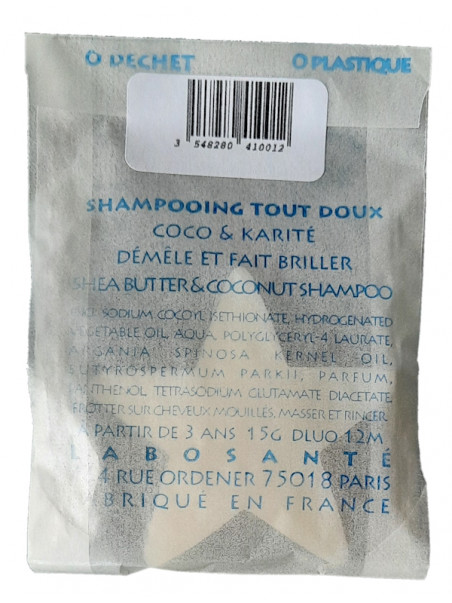 O DECHET O PLASTIQUE
3 548280 410012
SHAMPOOING TOUT DOUX
COCO & KARITÉ
DÉMÊLE ET FAIT BRILLER
SHEA BUTTER & COCONUT SHAMPOO
SODIUM COCOYL ISETHIONATE, HYDROGENATED
VEGETABLE OIL, AQUA, POLYGLYCERYL-4 LAURATE,
ARGANIA SPINOSA KERNEL OIL,
BUTYROSPERMUM PARKII, PARFUM,
PANTHENOL, TETRASODIUM GLUTAMATE DIACETATE
FROTTER SUR CHEVEUX MOUILLÉS, MASSER ET RINCER
À PARTIR DE 3 ANS 15G DLUO:12M
LABOSANTÉ
4 RUE ORDENER 75018 PARIS
BRIQUÉ EN FRANCE